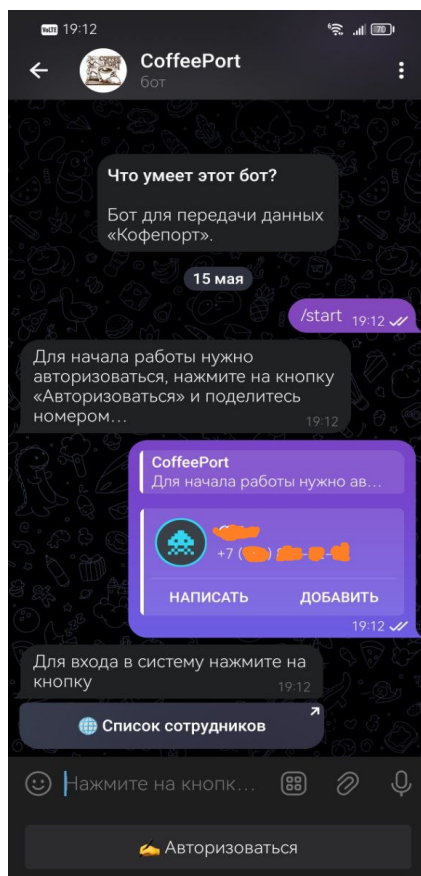 VoLTE 19:12 70
CoffeePort
бот
Что умеет этот бот?
Бот для передачи данных
«Кофепорт».
15 мая
/start 19:12
Для начала работы нужно
авторизоваться, нажмите на кнопку
«Авторизоваться» и поделитесь
номером... 19:12
CoffeePort
Для начала работы нужно ав...
+7 (
НАПИСАТЬ ДОБАВИТЬ
19:12
Для входа в систему нажмите на
кнопку 19:12
Список сотрудников
Нажмите на кнопк...
Авторизоваться